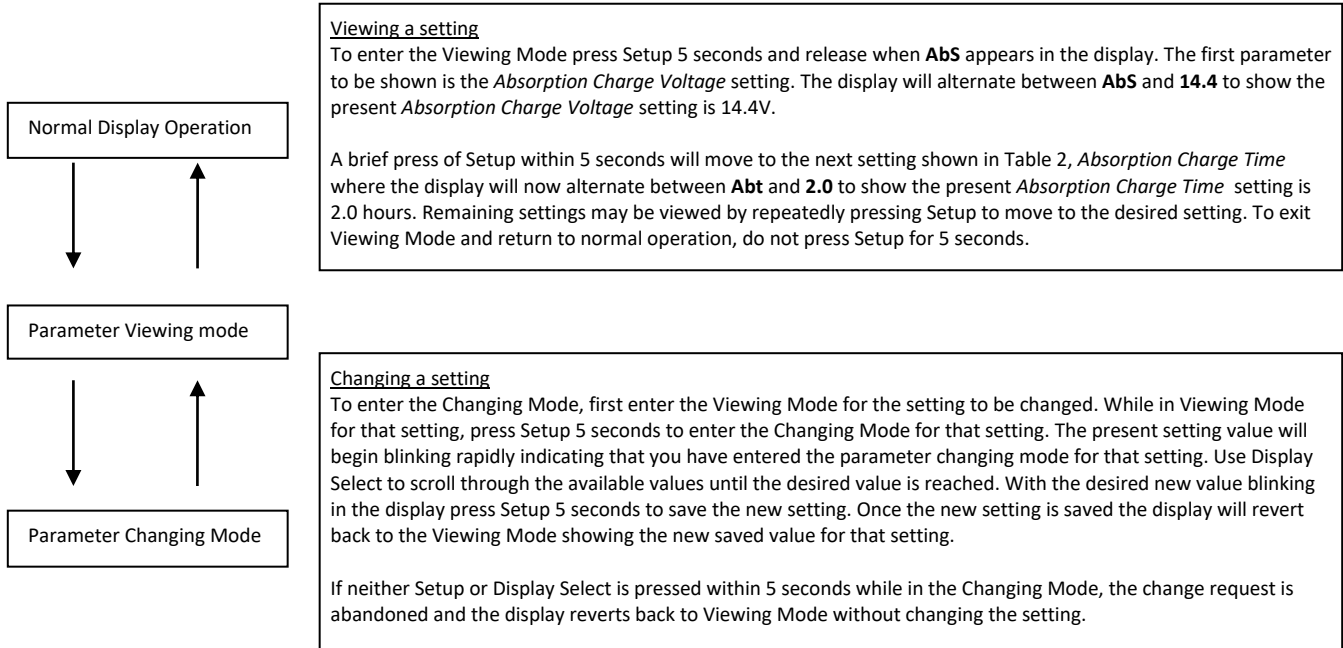 Viewing a setting
To enter the Viewing Mode press Setup 5 seconds and release when AbS appears in the display. The first parameter
to be shown is the Absorption Charge Voltage setting. The display will alternate between AbS and 14.4 to show the
present Absorption Charge Voltage setting is 14.4V.
A brief press of Setup within 5 seconds will move to the next setting shown in Table 2, Absorption Charge Time
where the display will now alternate between Abt and 2.0 to show the present Absorption Charge Time setting is
2.0 hours. Remaining settings may be viewed by repeatedly pressing Setup to move to the desired setting. To exit
Viewing Mode and return to normal operation, do not press Setup for 5 seconds.
Normal Display Operation
Parameter Viewing mode
Changing a setting
To enter the Changing Mode, first enter the Viewing Mode for the setting to be changed. While in Viewing Mode
for that setting, press Setup 5 seconds to enter the Changing Mode for that setting. The present setting value will
begin blinking rapidly indicating that you have entered the parameter changing mode for that setting. Use Display
Select to scroll through the available values until the desired value is reached. With the desired new value blinking
in the display press Setup 5 seconds to save the new setting. Once the new setting is saved the display will revert
back to the Viewing Mode showing the new saved value for that setting.
If neither Setup or Display Select is pressed within 5 seconds while in the Changing Mode, the change request is
abandoned and the display reverts back to Viewing Mode without changing the setting.
Parameter Changing Mode